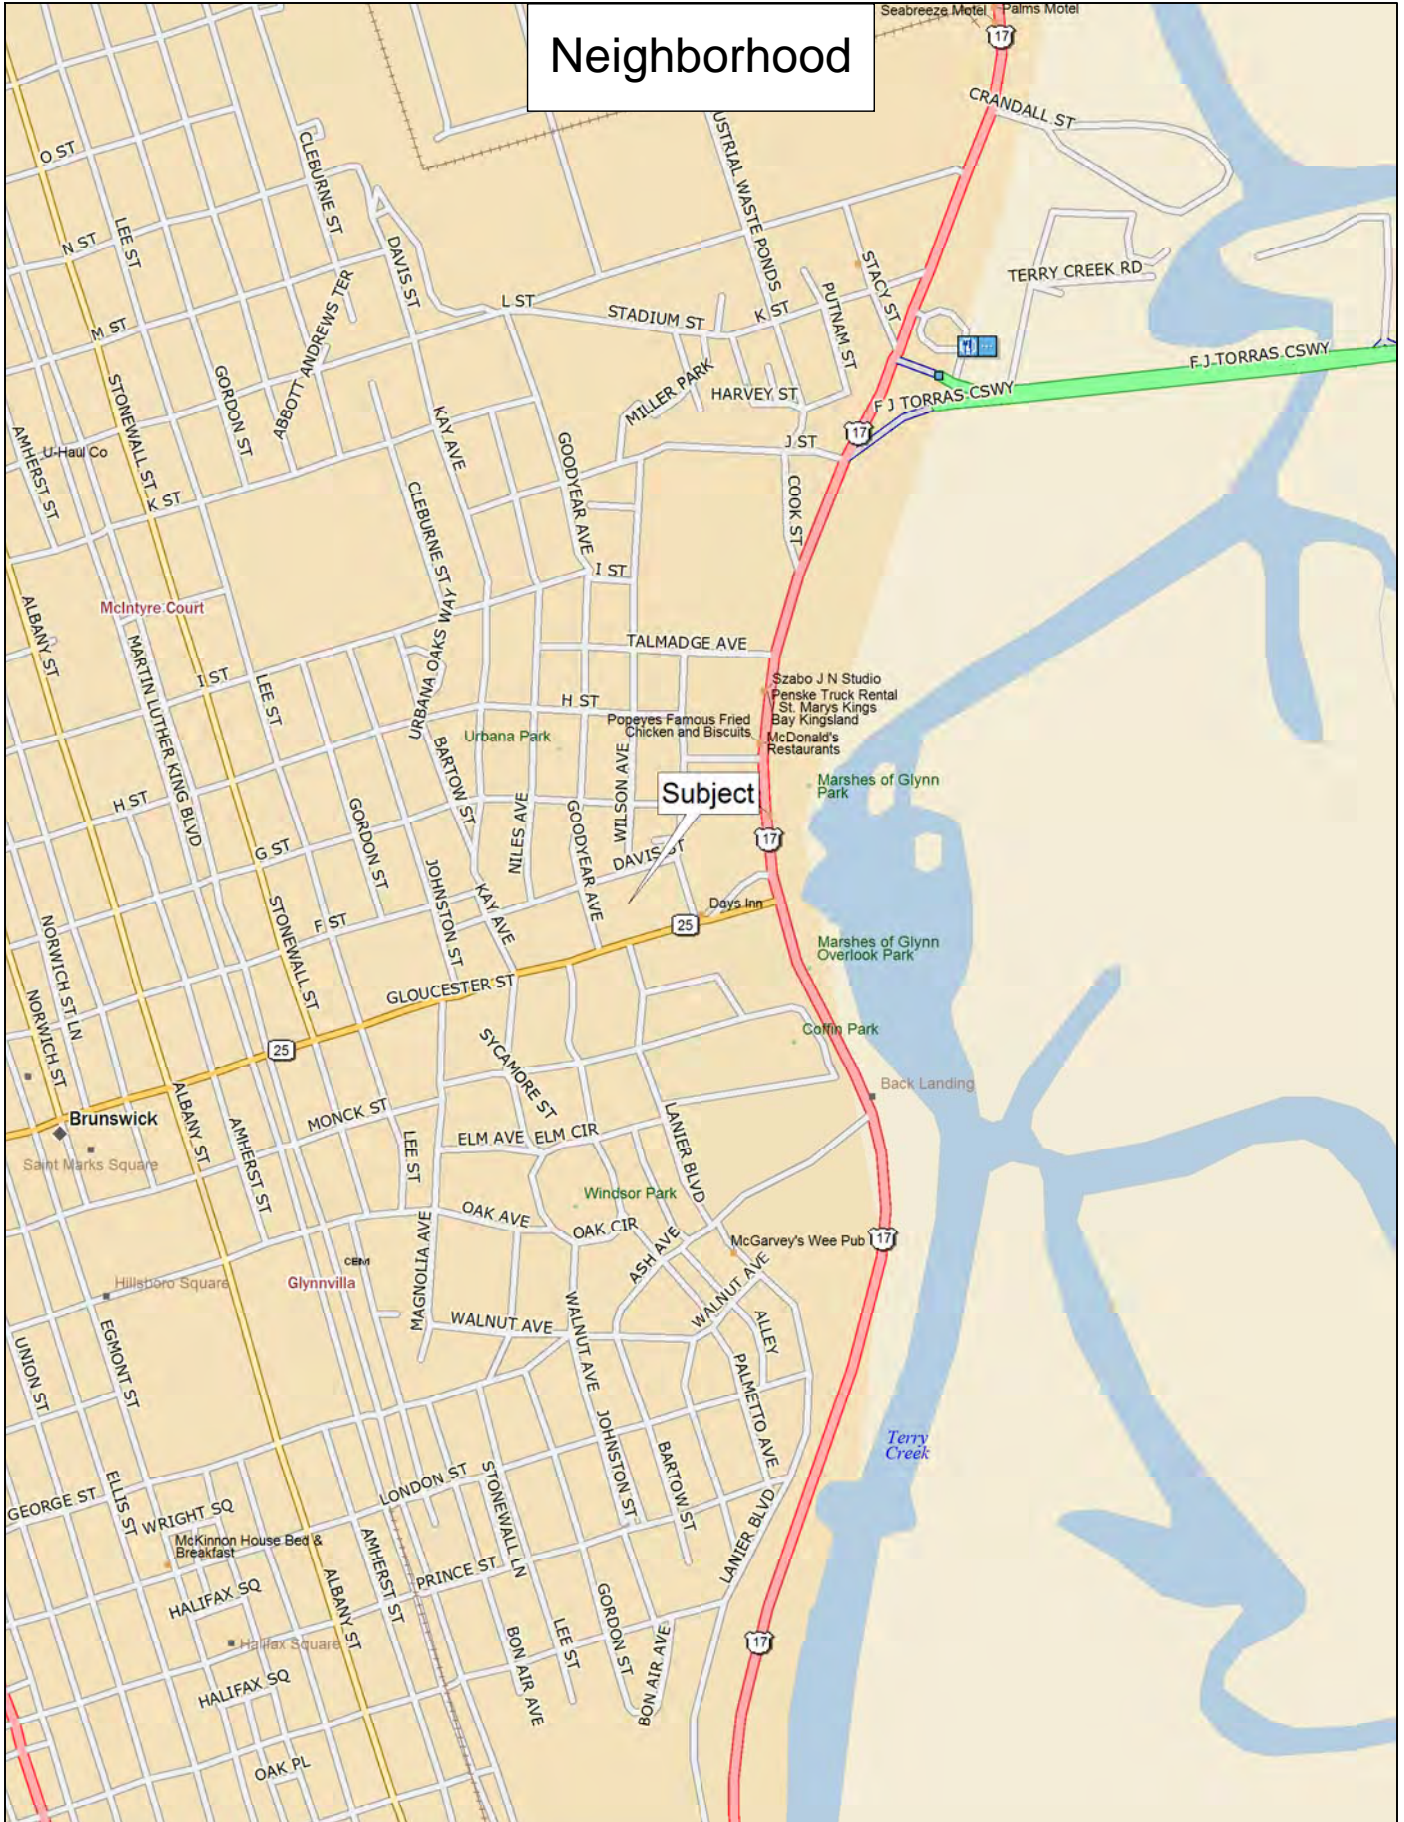 Neighborhood
Seabreeze Motel
Palms Motel
17
CRANDALL ST
USTRIAL WASTE PONDS
O ST
CLEBURNE ST
LEE ST
N ST
DAVIS ST
STACY ST
TERRY CREEK RD
ABBOTT ANDREWS TER
L ST
STADIUM ST
K ST
PUTNAM ST
M ST
F J TORRAS CSWY
STONEWALL ST
GORDON ST
MILLER PARK
HARVEY ST
F J TORRAS CSWY
17
AMHERST ST
U-Haul Co
KAY AVE
GOODYEAR AVE
J ST
K ST
CLEBURNE ST
COOK ST
I ST
ALBANY ST
McIntyre Court
URBANA OAKS WAY
TALMADGE AVE
MARTIN LUTHER KING BLVD
I ST
LEE ST
Szabo J N Studio
Penske Truck Rental
St. Marys Kings
Bay Kingsland
H ST
Popeyes Famous Fried
Chicken and Biscuits
McDonald's
Restaurants
Urbana Park
BARTOW ST
WILSON AVE
Subject
Marshes of Glynn
Park
H ST
GORDON ST
NILES AVE
GOODYEAR AVE
17
G ST
DAVIS ST
JOHNSTON ST
KAY AVE
Days Inn
25
F ST
NORWICH ST LN
STONEWALL ST
Marshes of Glynn
Overlook Park
GLOUCESTER ST
NORWICH ST
Coffin Park
25
SYCAMORE ST
Back Landing
ALBANY ST
MONCK ST
Brunswick
AMHERST ST
LEE ST
ELM AVE
ELM CIR
LANIER BLVD
Saint Marks Square
Windsor Park
OAK AVE
OAK CIR
McGarvey's Wee Pub
17
CEM
MAGNOLIA AVE
ASH AVE
WALNUT AVE
Hillsboro Square
Glynnvilla
WALNUT AVE
WALNUT AVE
ALLEY
UNION ST
EGMONT ST
PALMETTO AVE
JOHNSTON ST
BARTOW ST
Terry
Creek
GEORGE ST
ELLIS ST
WRIGHT SQ
LONDON ST
STONEWALL LN
LANIER BLVD
McKinnon House Bed &
Breakfast
AMHERST ST
PRINCE ST
HALIFAX SQ
ALBANY ST
GORDON ST
LEE ST
Halifax Square
BON AIR AVE
BON AIR AVE
17
HALIFAX SQ
OAK PL